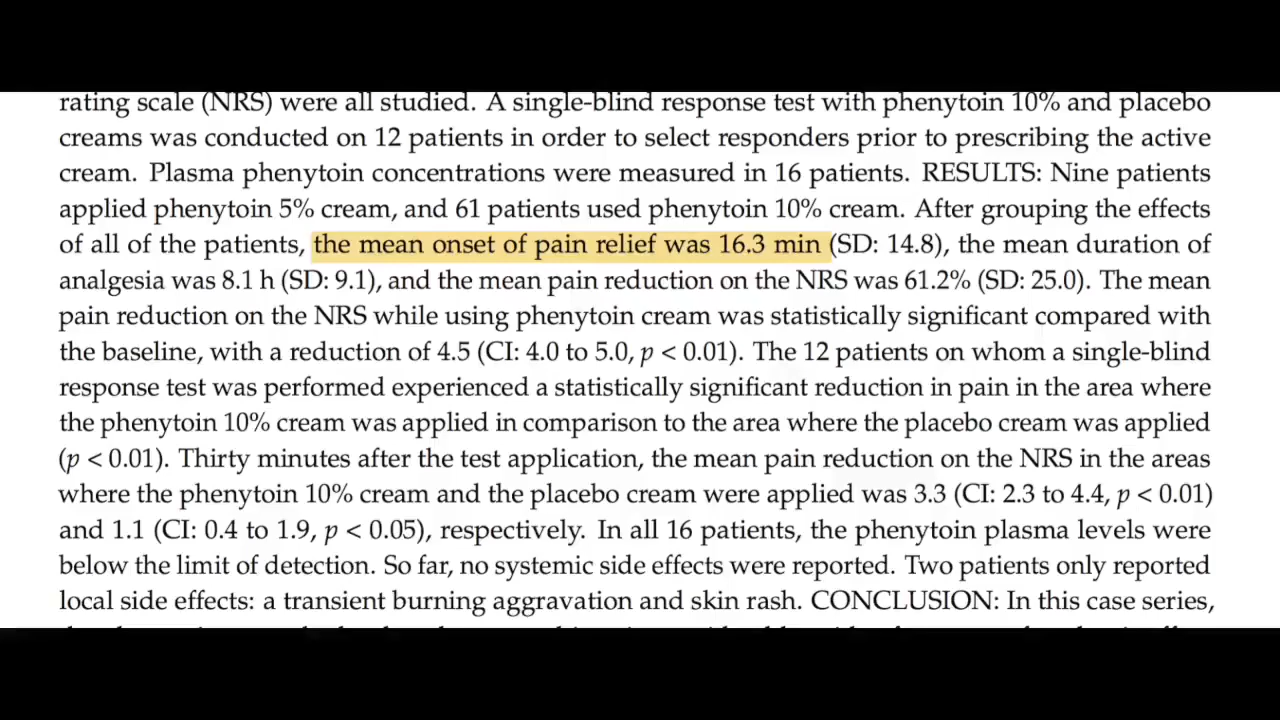 rating scale (NRS) were all studied. A single-blind response test with phenytoin 10% and placebo
creams was conducted on 12 patients in order to select responders prior to prescribing the active
cream. Plasma phenytoin concentrations were measured in 16 patients. RESULTS: Nine patients
applied phenytoin 5% cream, and 61 patients used phenytoin 10% cream. After grouping the effects
of all of the patients, the mean onset of pain relief was 16.3 min (SD: 14.8), the mean duration of
analgesia was 8.1 h (SD: 9.1), and the mean pain reduction on the NRS was 61.2% (SD: 25.0). The mean
pain reduction on the NRS while using phenytoin cream was statistically significant compared with
the baseline, with a reduction of 4.5 (CI: 4.0 to 5.0, p < 0.01). The 12 patients on whom a single-blind
response test was performed experienced a statistically significant reduction in pain in the area where
the phenytoin 10% cream was applied in comparison to the area where the placebo cream was applied
(p < 0.01). Thirty minutes after the test application, the mean pain reduction on the NRS in the areas
where the phenytoin 10% cream and the placebo cream were applied was 3.3 (CI: 2.3 to 4.4, p < 0.01)
and 1.1 (CI: 0.4 to 1.9, p < 0.05), respectively. In all 16 patients, the phenytoin plasma levels were
below the limit of detection. So far, no systemic side effects were reported. Two patients only reported
local side effects: a transient burning aggravation and skin rash. CONCLUSION: In this case series,